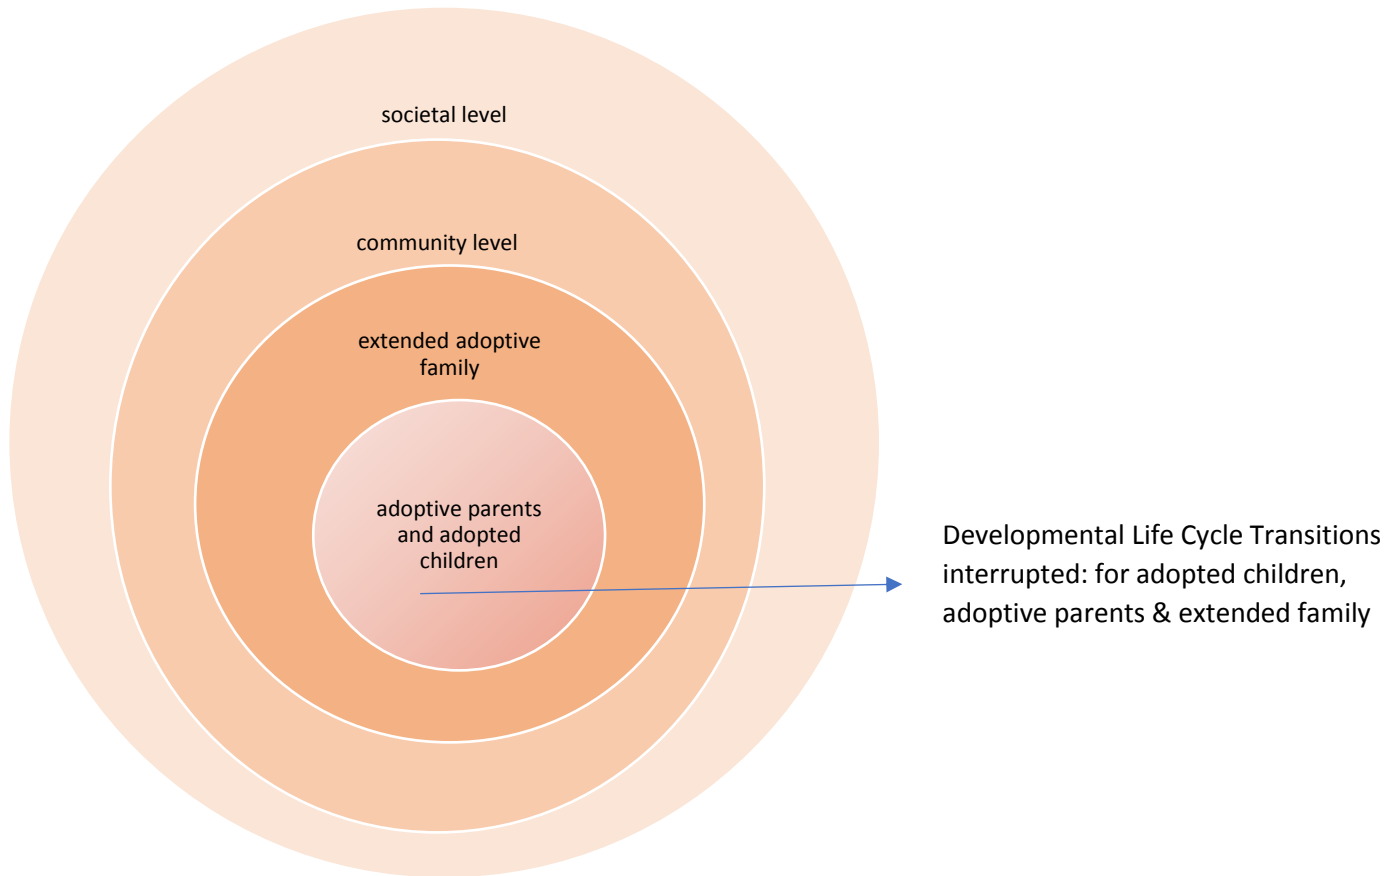 societal level
community level
extended adoptive
family
adoptive parents
and adopted
children
Developmental Life Cycle Transitions
interrupted: for adopted children,
adoptive parents & extended family